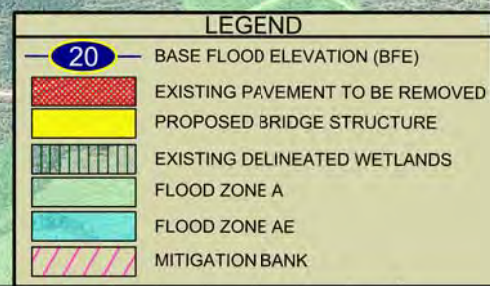 LEGEND
20 BASE FLOOD ELEVATION (BFE)
EXISTING PAVEMENT TO BE REMOVED
PROPOSED BRIDGE STRUCTURE
EXISTING DELINEATED WETLANDS
FLOOD ZONE A
FLOOD ZONE AE
MITIGATION BANK